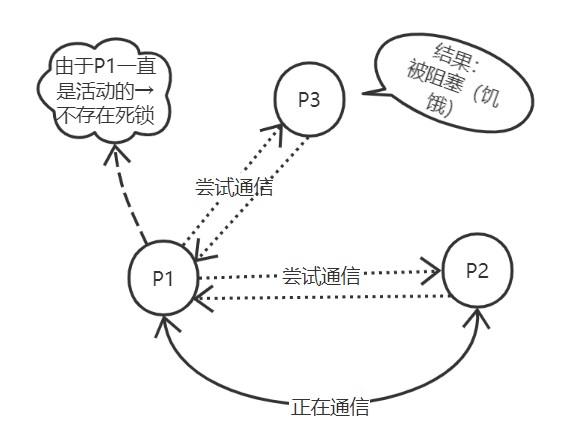 由于P1一直
是活动的→
不存在死锁
结果：
被阻塞（饥
饿）
P3
尝试通信
P1
尝试通信
P2
正在通信